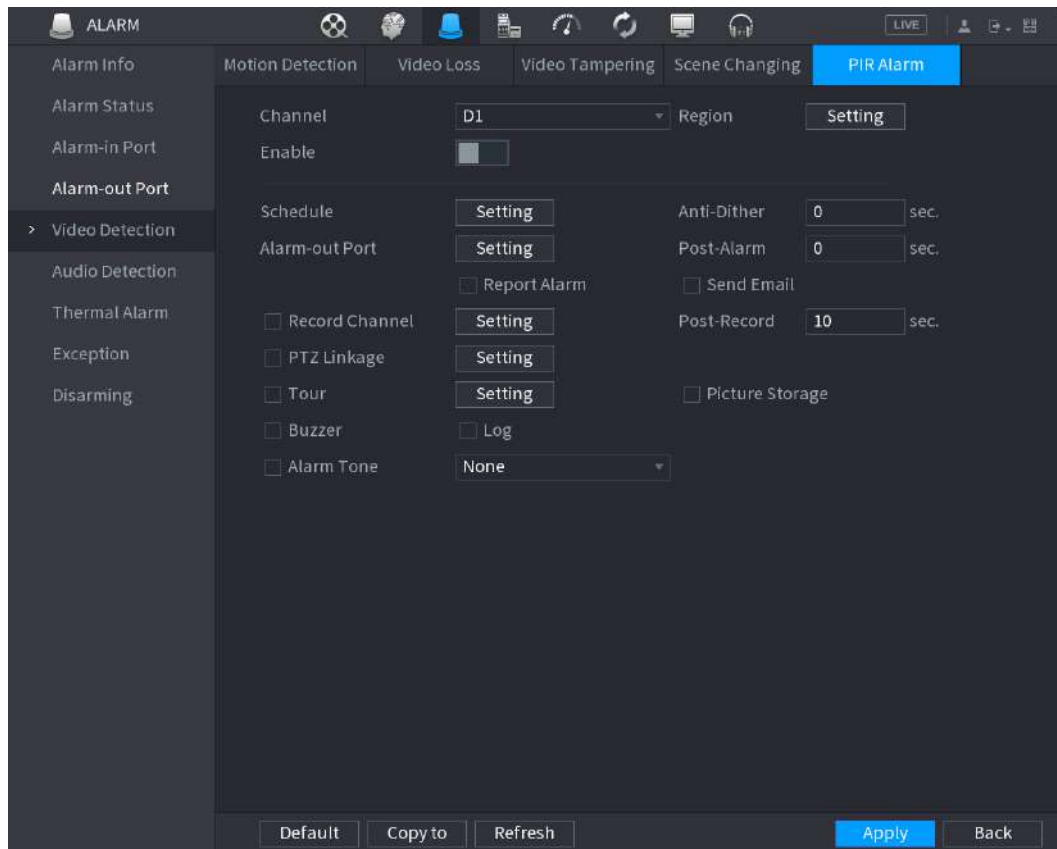 ALARM LIVE
Alarm Info
Alarm Status
Alarm-in Port
Alarm-out Port
> Video Detection
Audio Detection
Thermal Alarm
Exception
Disarming
Motion Detection Video Loss Video Tampering Scene Changing PIR Alarm
Channel D1 Region Setting
Enable
Schedule Setting Anti-Dither 0 sec.
Alarm-out Port Setting Post-Alarm 0 sec.
Report Alarm Send Email
Record Channel Setting Post-Record 10 sec.
PTZ Linkage Setting
Tour Setting Picture Storage
Buzzer Log
Alarm Tone None
Default Copy to Refresh Apply Back